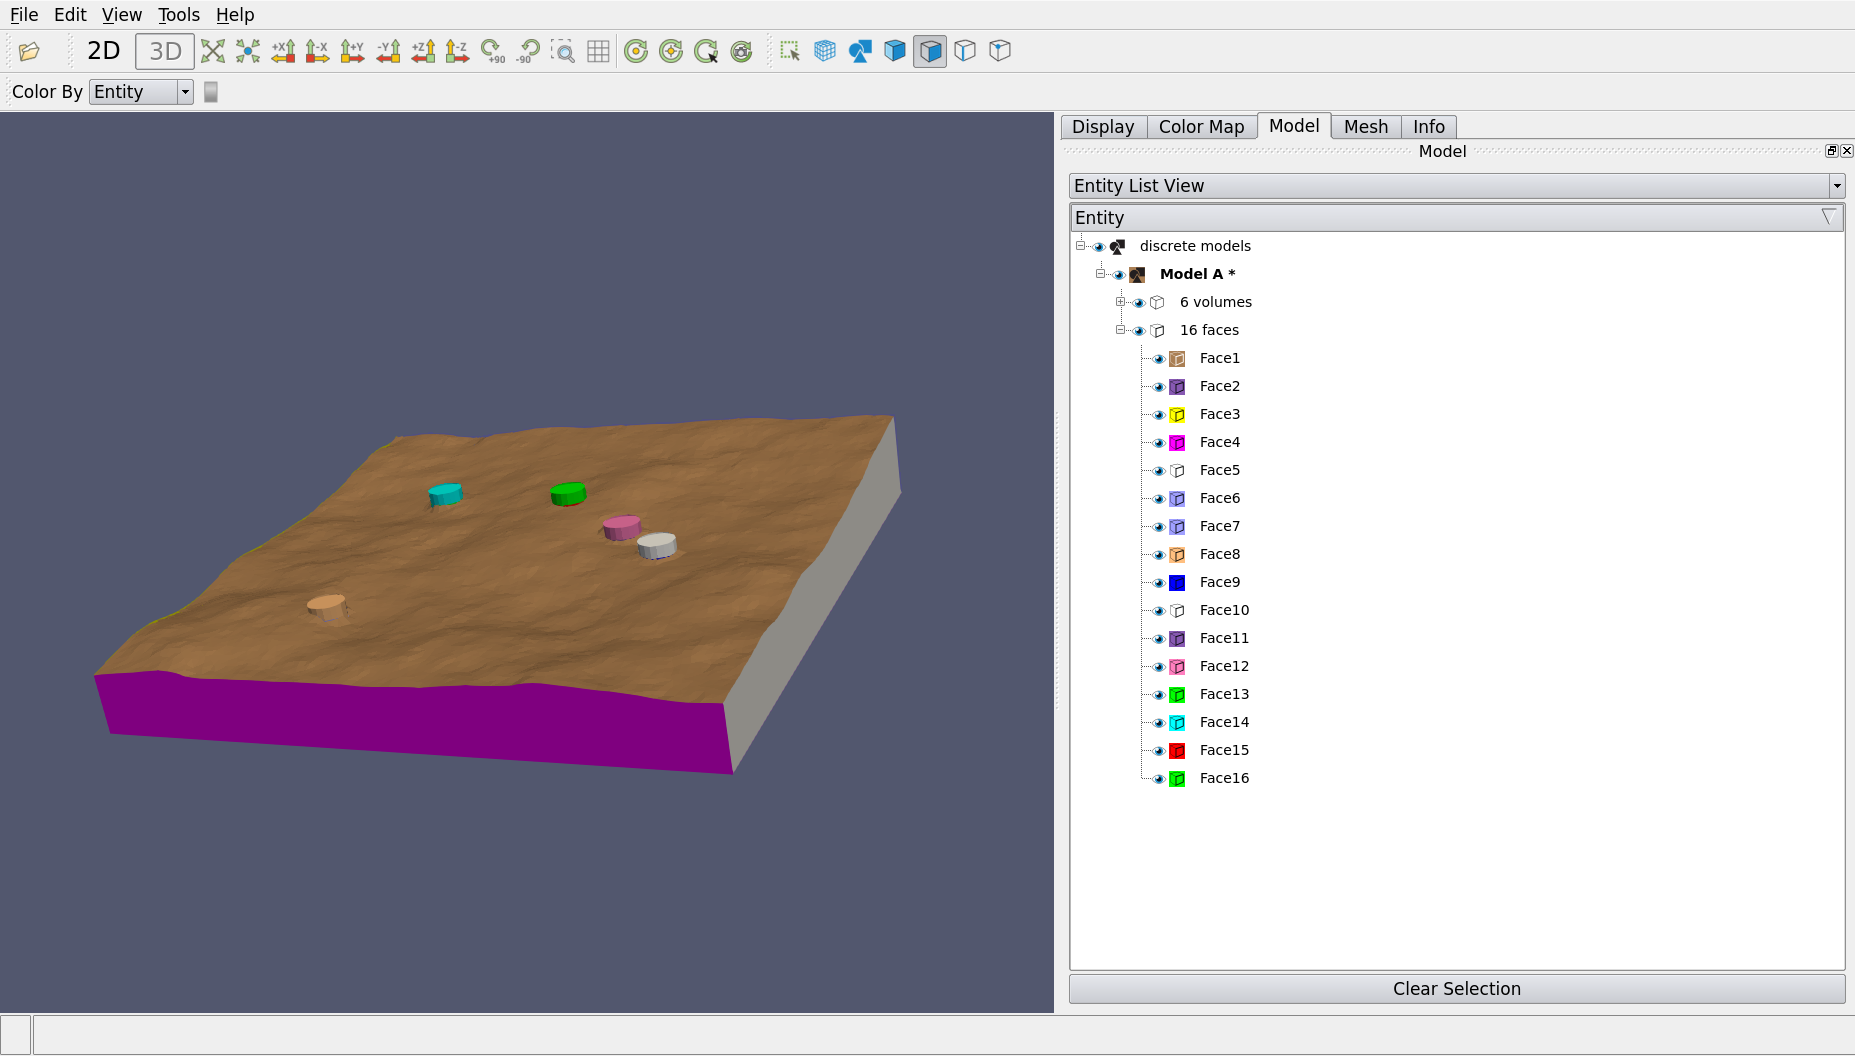 File Edit View Tools Help
2D 3D +X -X +Y -Y +Z -Z +90 -90
Color By Entity
Display Color Map Model Mesh Info
Model
Entity List View
Entity
discrete models
Model A *
6 volumes
16 faces
Face1
Face2
Face3
Face4
Face5
Face6
Face7
Face8
Face9
Face10
Face11
Face12
Face13
Face14
Face15
Face16
Clear Selection